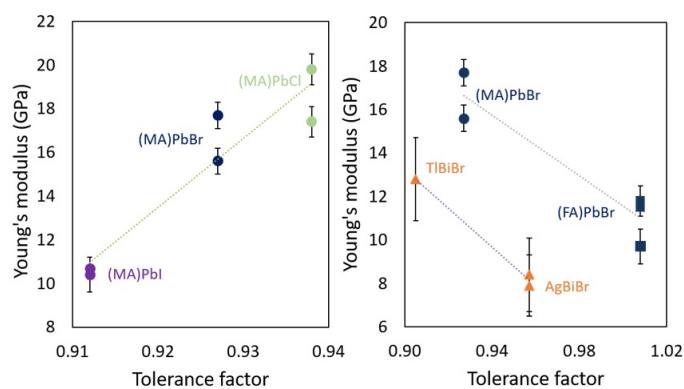 22
20
18
16
14
12
10
8
Young's modulus (GPa)
(MA)PbCl
(MA)PbBr
(MA)PbI
0.91
0.92
0.93
0.94
Tolerance factor
20
18
16
14
12
10
8
6
Young's modulus (GPa)
(MA)PbBr
TlBiBr
(FA)PbBr
AgBiBr
0.90
0.94
0.98
1.02
Tolerance factor